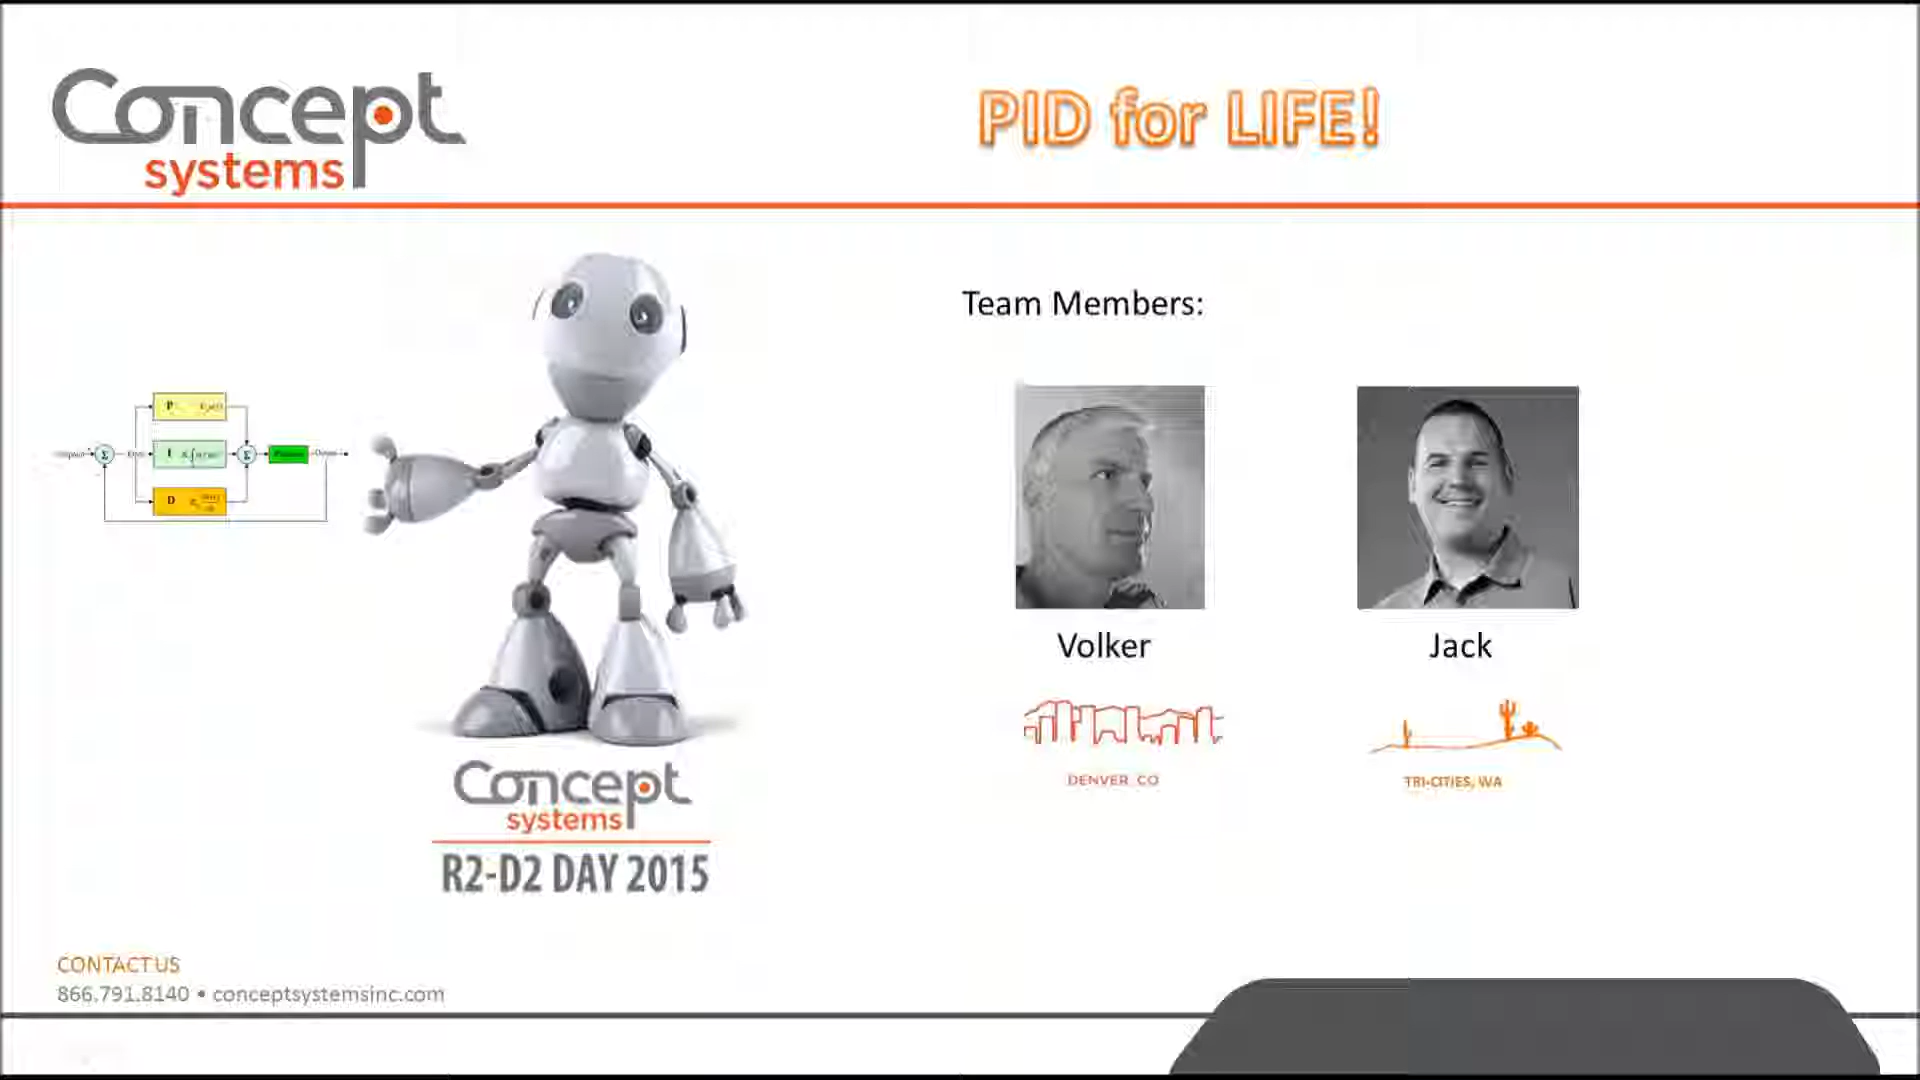 Concept
systems
PID for LIFE!
Team Members:
P
I
D
Σ
Σ
Volker
Jack
DENVER, CO
TRI-CITIES, WA
Concept
systems
R2-D2 DAY 2015
CONTACT US
866.791.8140 • conceptsystemsinc.com